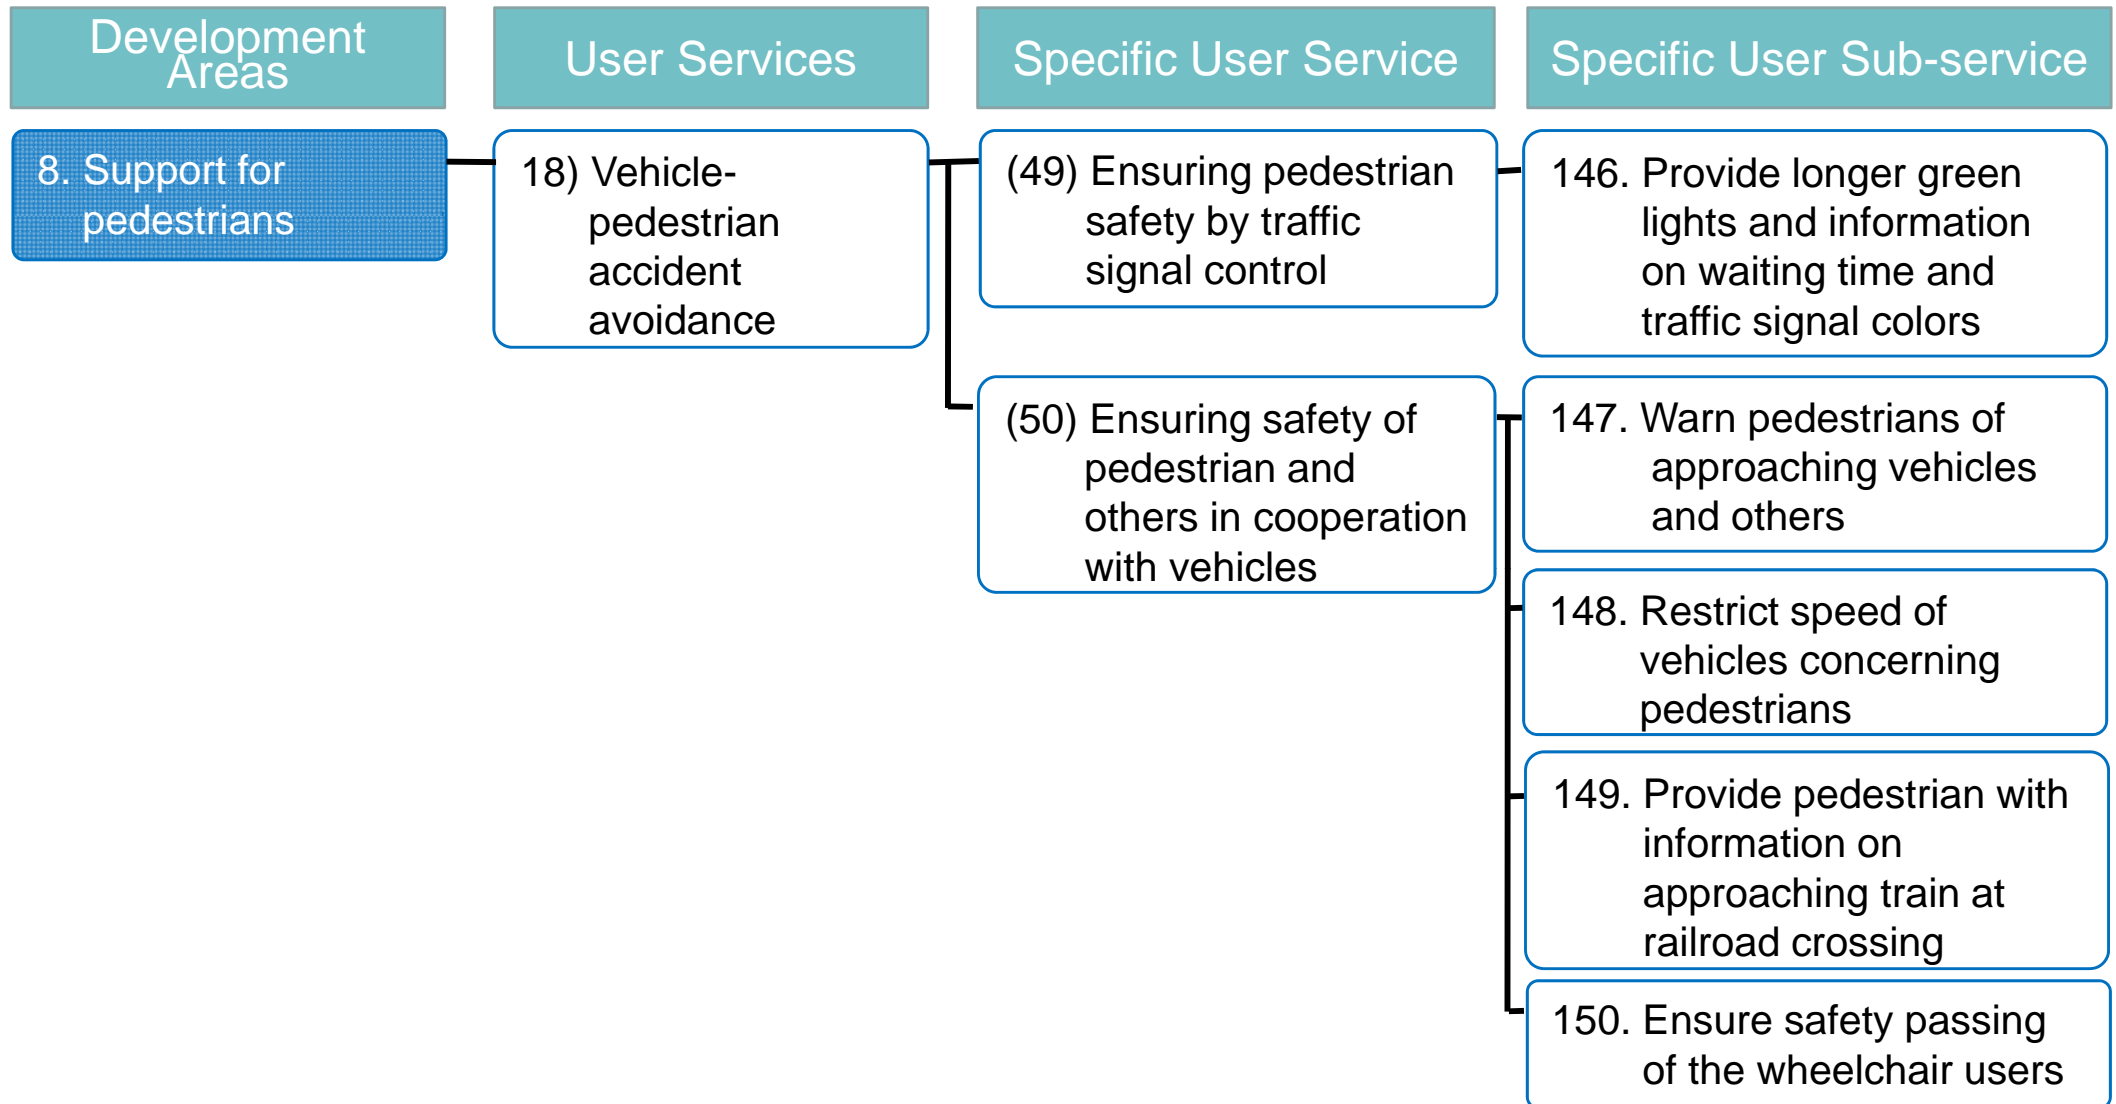 Development
Areas
User Services
Specific User Service
Specific User Sub-service
8. Support for
pedestrians
18) Vehicle-
pedestrian
accident
avoidance
(49) Ensuring pedestrian
safety by traffic
signal control
146. Provide longer green
lights and information
on waiting time and
traffic signal colors
(50) Ensuring safety of
pedestrian and
others in cooperation
with vehicles
147. Warn pedestrians of
approaching vehicles
and others
148. Restrict speed of
vehicles concerning
pedestrians
149. Provide pedestrian with
information on
approaching train at
railroad crossing
150. Ensure safety passing
of the wheelchair users